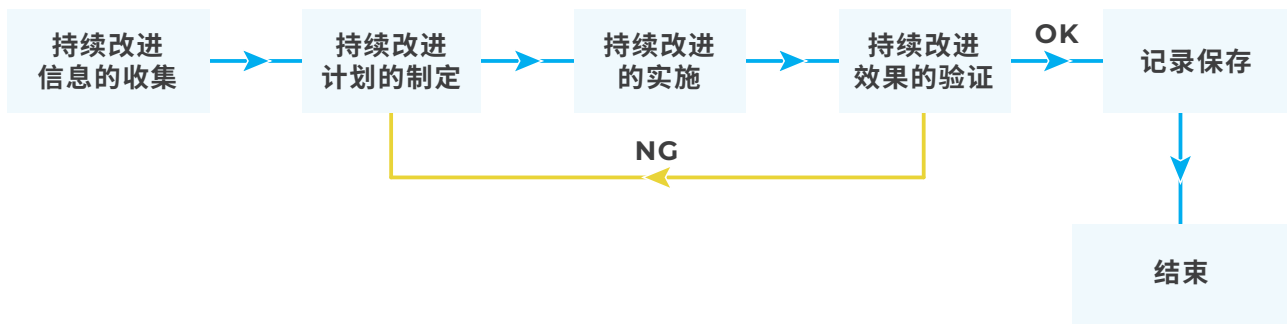 持续改进
信息的收集
持续改进
计划的制定
持续改进
的实施
持续改进
效果的验证
OK
记录保存
NG
结束